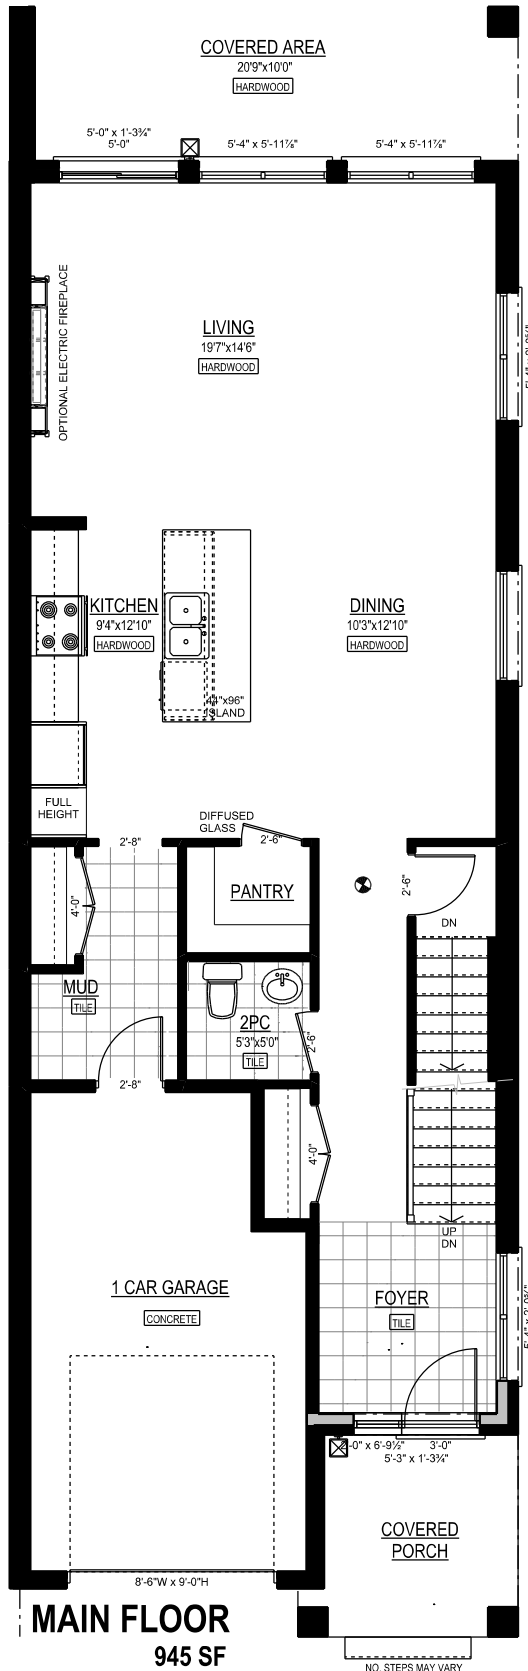 COVERED AREA
20'9"x10'0"
HARDWOOD
5'-0" x 1'-3¾"
5'-0"
5'-4" x 5'-11⅞"
5'-4" x 5'-11⅞"
OPTIONAL ELECTRIC FIREPLACE
LIVING
19'7"x14'6"
HARDWOOD
KITCHEN
9'4"x12'10"
HARDWOOD
DINING
10'3"x12'10"
HARDWOOD
44"x96"
ISLAND
FULL
HEIGHT
DIFFUSED
GLASS
2'-8"
2'-6"
4'-0"
PANTRY
2'-6"
DN
MUD
TILE
2PC
5'3"x5'0"
TILE
2'-6"
2'-8"
4'-0"
UP
DN
1 CAR GARAGE
CONCRETE
FOYER
TILE
x 6'-9½"
3'-0"
5'-3" x 1'-3¾"
COVERED
PORCH
8'-6"W x 9'-0"H
MAIN FLOOR
945 SF
NO. STEPS MAY VARY